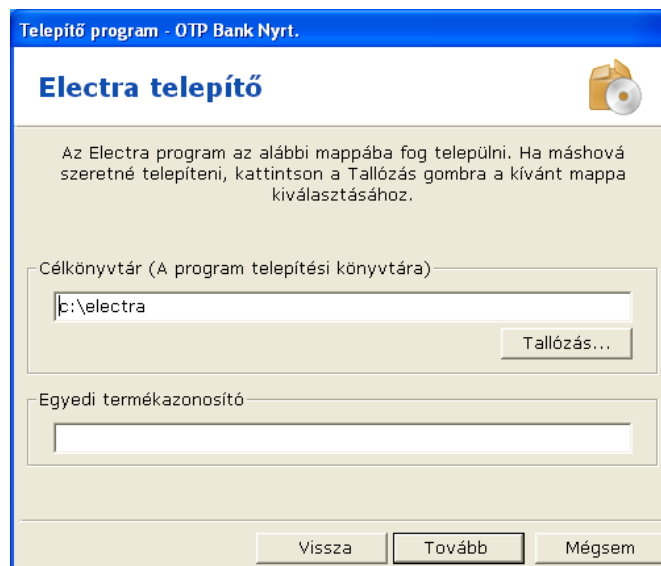 Telepítő program - OTP Bank Nyrt.
Electra telepítő
Az Electra program az alábbi mappába fog települni. Ha máshová
szeretné telepíteni, kattintson a Tallózás gombra a kívánt mappa
kiválasztásához.
Célkönyvtár (A program telepítési könyvtára)
c:\electra
Tallózás...
Egyedi termékazonosító
Vissza
Tovább
Mégsem